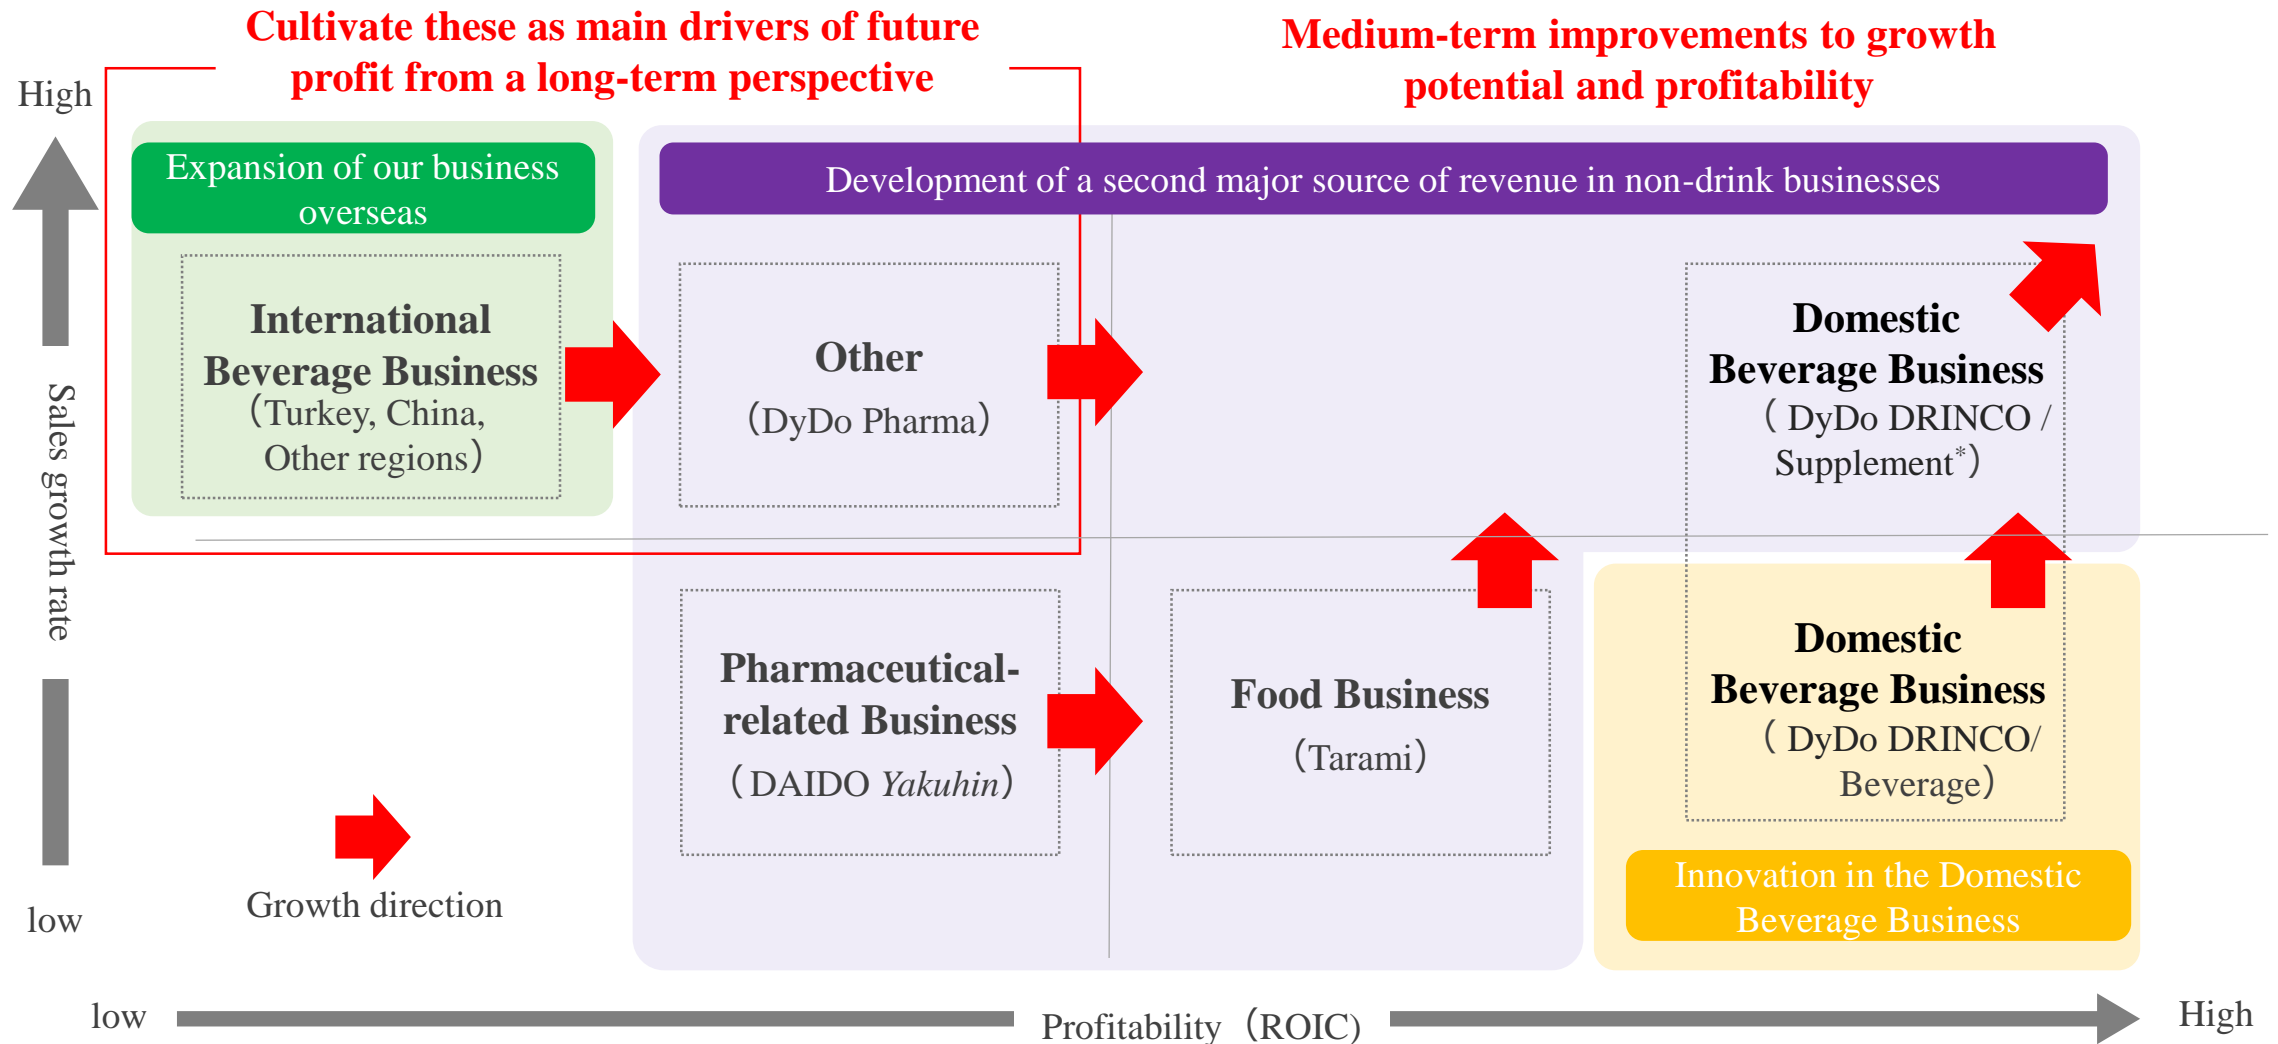 Cultivate these as main drivers of future
profit from a long-term perspective
Medium-term improvements to growth
potential and profitability
High
Sales growth rate
low
Expansion of our business
overseas
Development of a second major source of revenue in non-drink businesses
International
Beverage Business
（Turkey, China,
Other regions）
Other
（DyDo Pharma）
Domestic
Beverage Business
（ DyDo DRINCO /
Supplement*）
Pharmaceutical-
related Business
（ DAIDO Yakuhin）
Food Business
（Tarami）
Domestic
Beverage Business
（ DyDo DRINCO/
Beverage）
Innovation in the Domestic
Beverage Business
Growth direction
low
Profitability（ROIC)
High